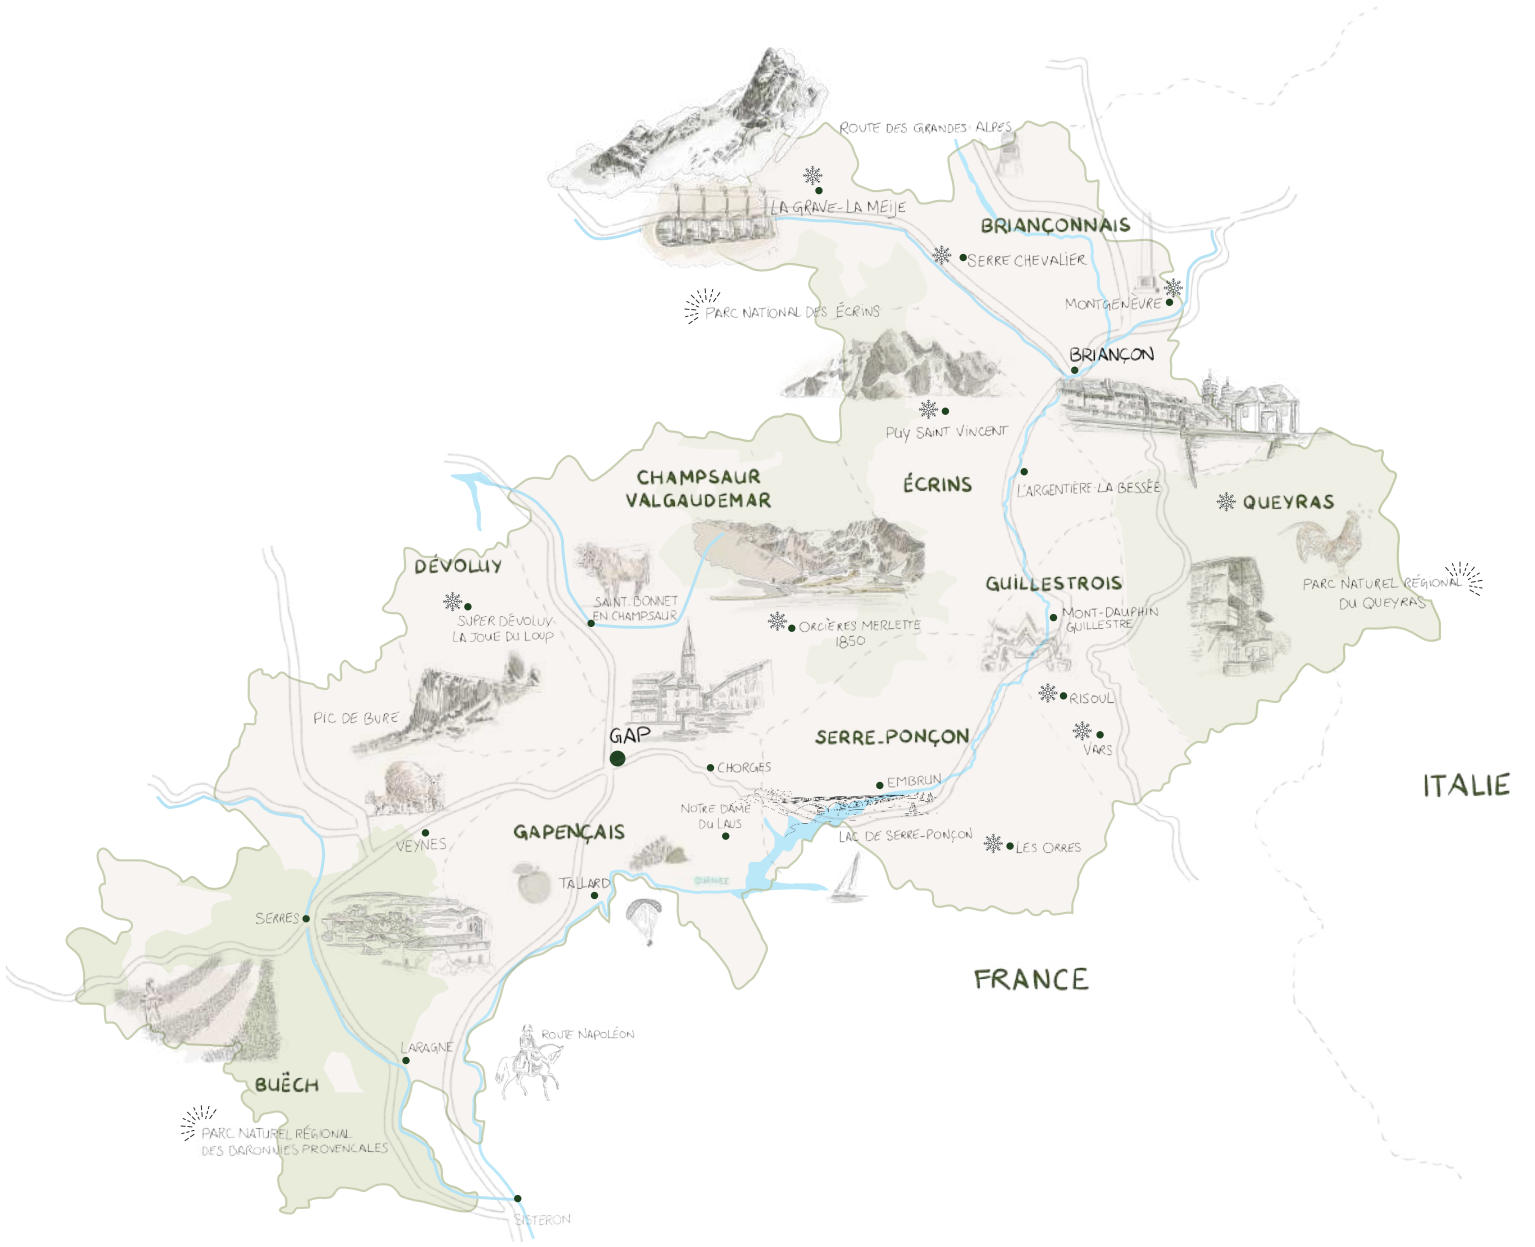 ROUTE DES GRANDES ALPES
LA GRAVE-LA MEIJE
BRIANÇONNAIS
SERRE CHEVALIER
MONTGENÈVRE
PARC NATIONAL DES ÉCRINS
BRIANÇON
PUY SAINT VINCENT
CHAMPSAUR
VALGAUDEMAR
ÉCRINS
L'ARGENTIÈRE-LA BESSÉE
QUEYRAS
DÉVOLUY
GUILLESTROIS
PARC NATUREL RÉGIONAL
DU QUEYRAS
SAINT-BONNET
EN CHAMPSAUR
SUPER DÉVOLUY
LA JOUE DU LOUP
ORCIÈRES MERLETTE
1850
MONT-DAUPHIN
GUILLESTRE
RISOUL
PIC DE BURE
GAP
SERRE-PONÇON
VARS
CHORGES
EMBRUN
ITALIE
NOTRE DAME
DU LAUS
GAPENÇAIS
VEYNES
LAC DE SERRE-PONÇON
LES ORRES
TALLARD
DURANCE
SERRES
FRANCE
ROUTE NAPOLÉON
LARAGNE
BUËCH
PARC NATUREL RÉGIONAL
DES BARONNIES PROVENCALES
SISTERON